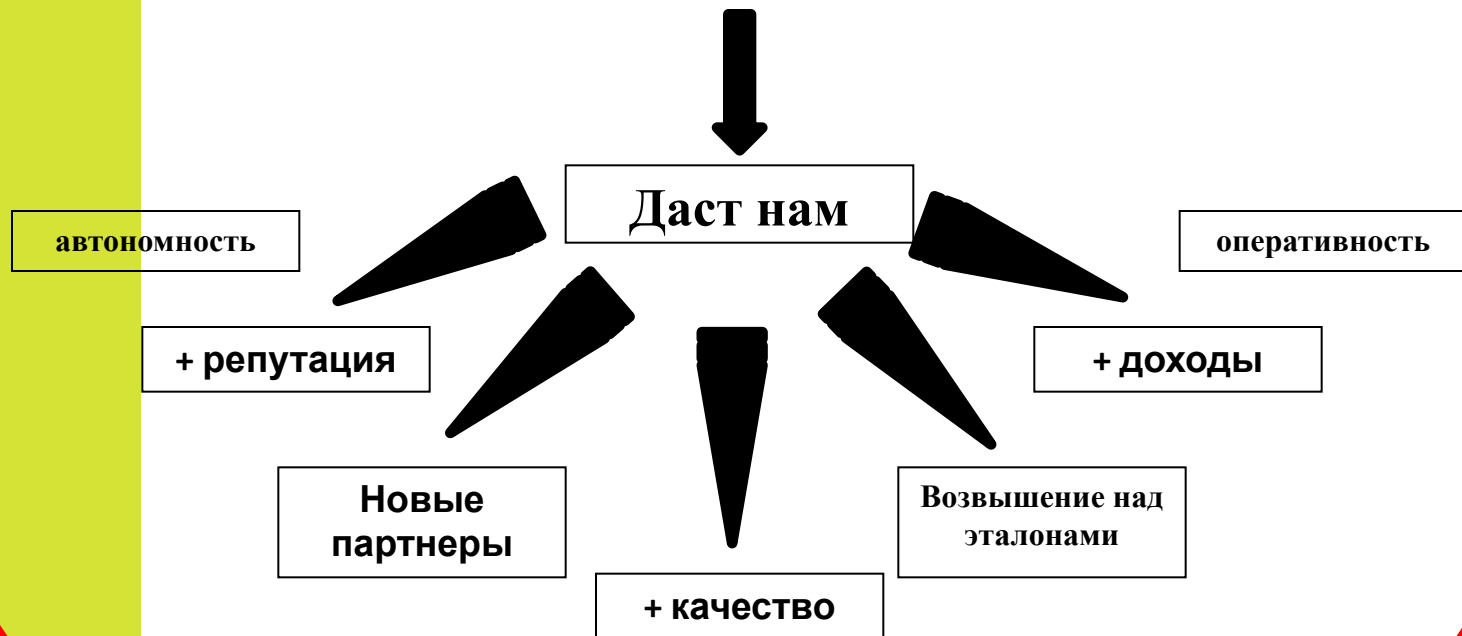 Даст нам
автономность
оперативность
+ репутация
+ доходы
Новые
партнеры
Возвышение над
эталонами
+ качество